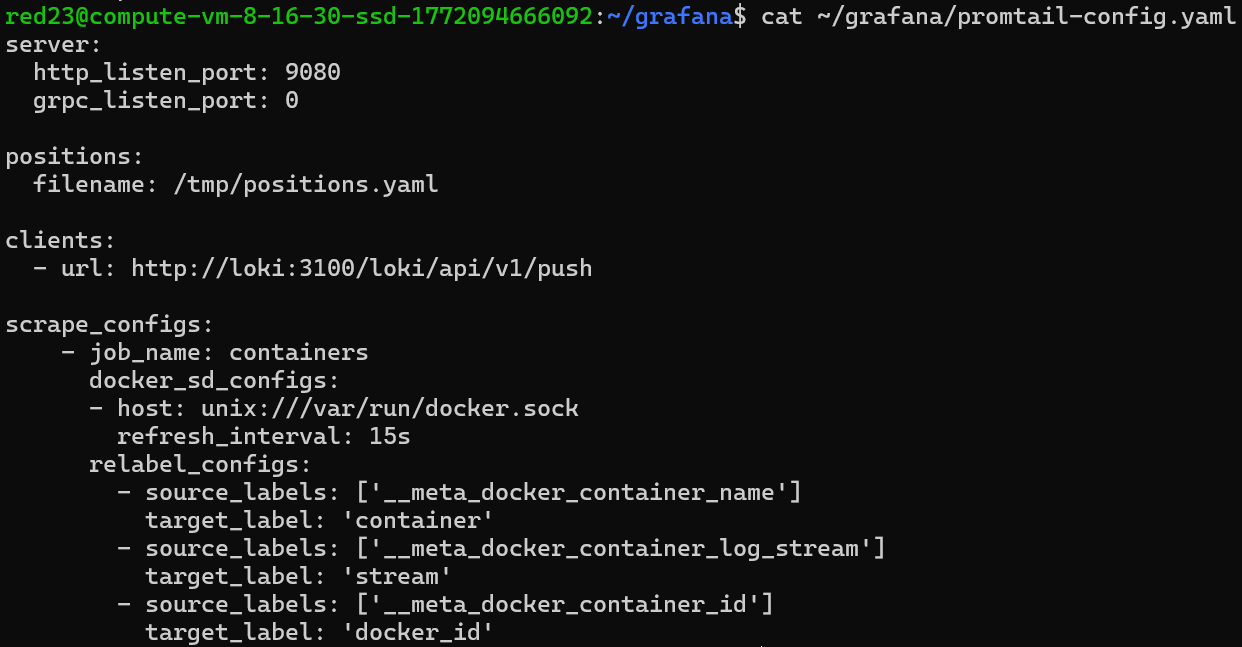 red23@compute-vm-8-16-30-ssd-1772094666092:~/grafana$ cat ~/grafana/promtail-config.yaml
server:
  http_listen_port: 9080
  grpc_listen_port: 0

positions:
  filename: /tmp/positions.yaml

clients:
  - url: http://loki:3100/loki/api/v1/push

scrape_configs:
    - job_name: containers
      docker_sd_configs:
      - host: unix:///var/run/docker.sock
        refresh_interval: 15s
      relabel_configs:
        - source_labels: ['__meta_docker_container_name']
          target_label: 'container'
        - source_labels: ['__meta_docker_container_log_stream']
          target_label: 'stream'
        - source_labels: ['__meta_docker_container_id']
          target_label: 'docker_id'